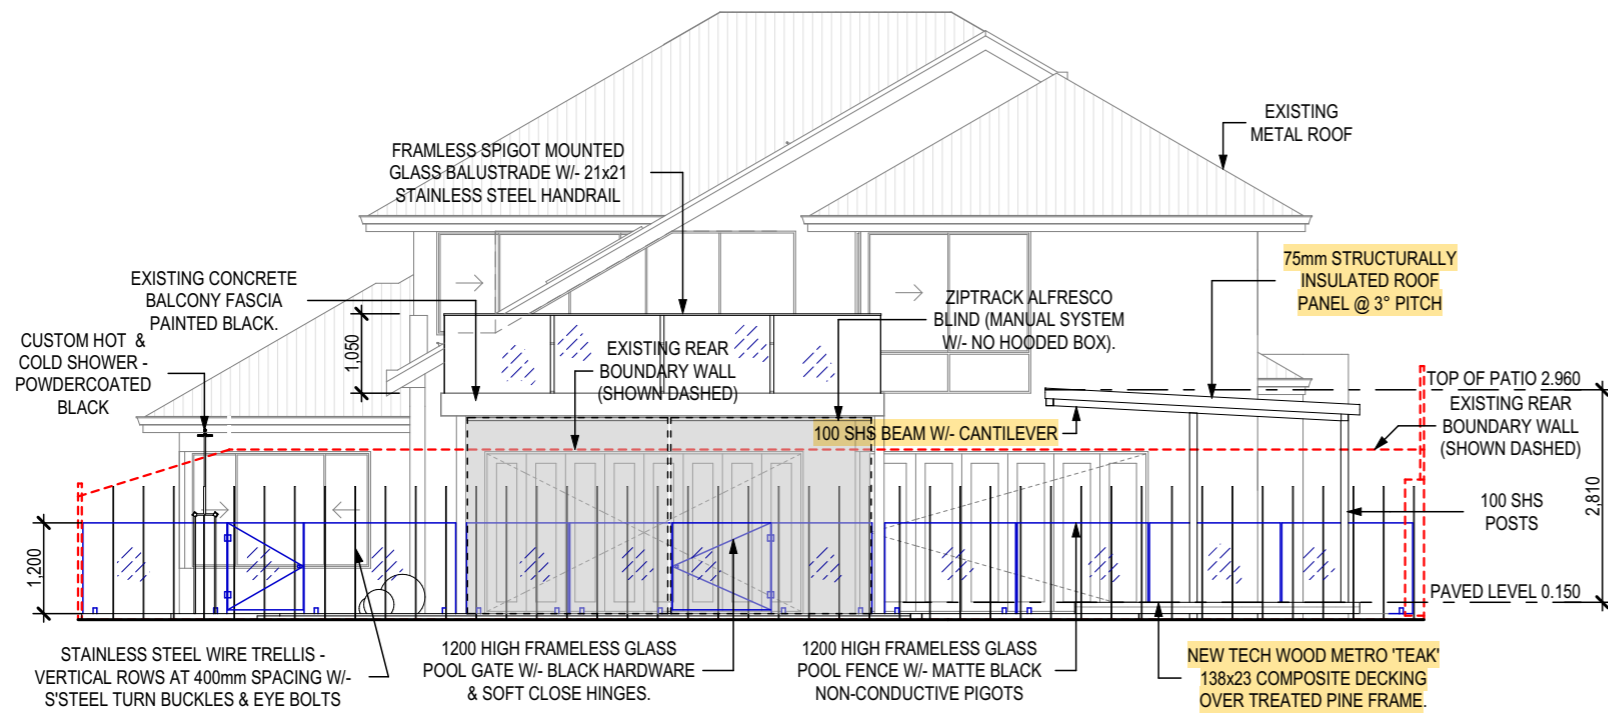 EXISTING
METAL ROOF
FRAMLESS SPIGOT MOUNTED
GLASS BALUSTRADE W/- 21x21
STAINLESS STEEL HANDRAIL
75mm STRUCTURALLY
INSULATED ROOF
PANEL @ 3° PITCH
EXISTING CONCRETE
BALCONY FASCIA
PAINTED BLACK.
ZIPTRACK ALFRESCO
BLIND (MANUAL SYSTEM
W/- NO HOODED BOX).
CUSTOM HOT &
COLD SHOWER -
POWDERCOATED
BLACK
1,050
EXISTING REAR
BOUNDARY WALL
(SHOWN DASHED)
TOP OF PATIO 2.960
EXISTING REAR
BOUNDARY WALL
(SHOWN DASHED)
100 SHS BEAM W/- CANTILEVER
100 SHS
POSTS
2,810
1,200
PAVED LEVEL 0.150
STAINLESS STEEL WIRE TRELLIS -
VERTICAL ROWS AT 400mm SPACING W/-
S'STEEL TURN BUCKLES & EYE BOLTS
1200 HIGH FRAMELESS GLASS
POOL GATE W/- BLACK HARDWARE
& SOFT CLOSE HINGES.
1200 HIGH FRAMELESS GLASS
POOL FENCE W/- MATTE BLACK
NON-CONDUCTIVE PIGOTS
NEW TECH WOOD METRO 'TEAK'
138x23 COMPOSITE DECKING
OVER TREATED PINE FRAME.